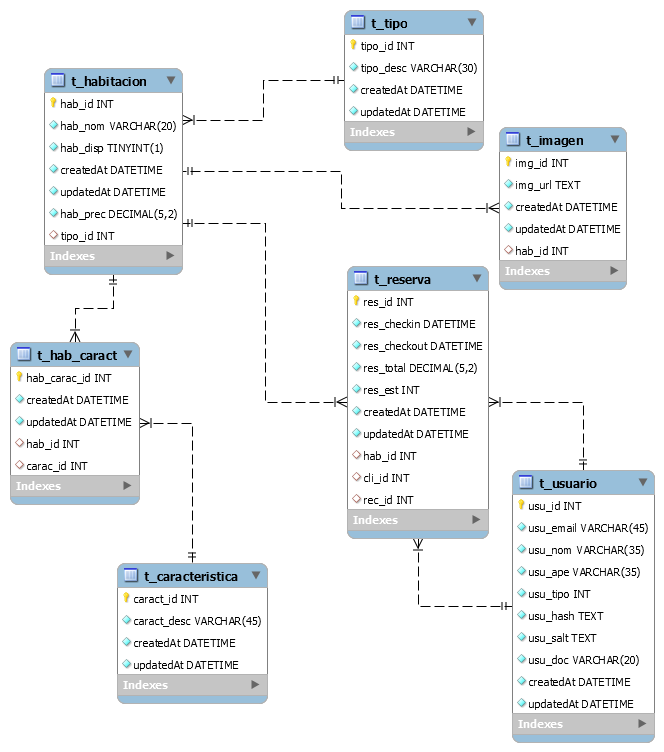 t_tipo
tipo_id INT
tipo_desc VARCHAR(30)
createdAt DATETIME
updatedAt DATETIME
Indexes
t_habitacion
hab_id INT
hab_nom VARCHAR(20)
hab_disp TINYINT(1)
createdAt DATETIME
updatedAt DATETIME
hab_prec DECIMAL(5,2)
tipo_id INT
Indexes
t_imagen
img_id INT
img_url TEXT
createdAt DATETIME
updatedAt DATETIME
hab_id INT
Indexes
t_reserva
res_id INT
res_checkin DATETIME
res_checkout DATETIME
res_total DECIMAL(5,2)
res_est INT
createdAt DATETIME
updatedAt DATETIME
hab_id INT
cli_id INT
rec_id INT
Indexes
t_hab_caract
hab_carac_id INT
createdAt DATETIME
updatedAt DATETIME
hab_id INT
carac_id INT
Indexes
t_usuario
usu_id INT
usu_email VARCHAR(45)
usu_nom VARCHAR(35)
usu_ape VARCHAR(35)
usu_tipo INT
usu_hash TEXT
usu_salt TEXT
usu_doc VARCHAR(20)
createdAt DATETIME
updatedAt DATETIME
Indexes
t_caracteristica
caract_id INT
caract_desc VARCHAR(45)
createdAt DATETIME
updatedAt DATETIME
Indexes